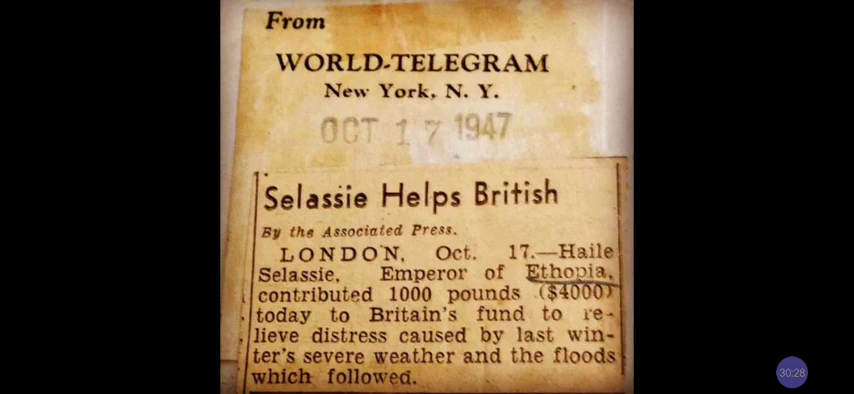 From
WORLD-TELEGRAM
New York, N. Y.
OCT 17 1947
Selassie Helps British
By the Associated Press.
LONDON, Oct. 17.—Haile
Selassie, Emperor of Ethopia,
contributed 1000 pounds ($4000)
today to Britain's fund to re-
lieve distress caused by last win-
ter's severe weather and the floods
which followed.
30:28